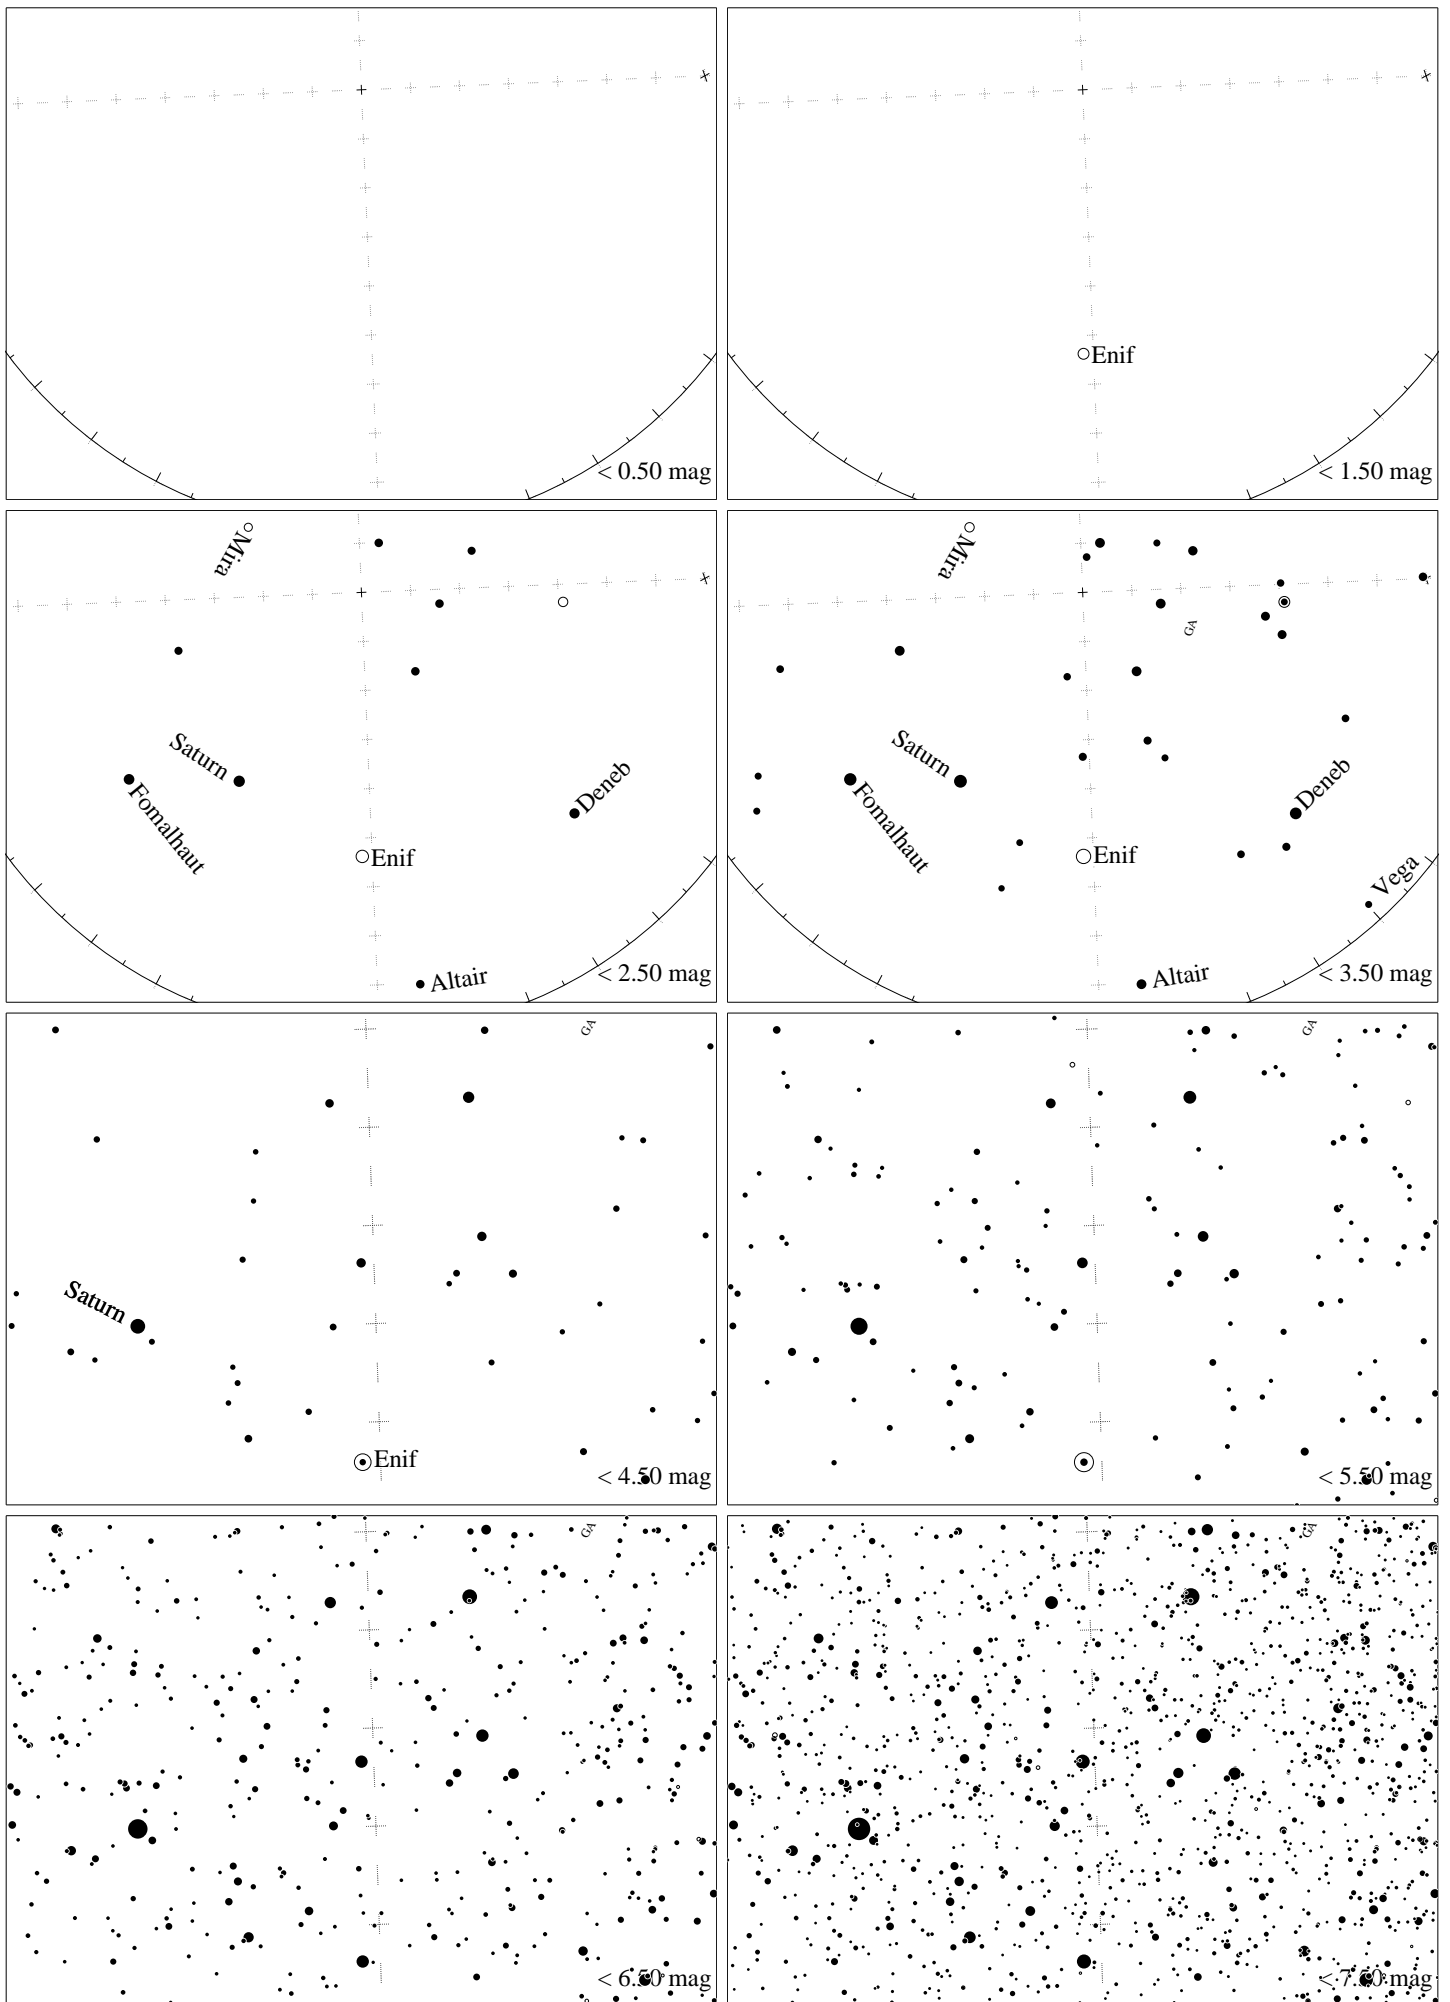 < 0.50 mag
Enif
< 1.50 mag
Mira
Saturn
Fomalhaut
Deneb
Enif
Altair
< 2.50 mag
Mira
GA
Saturn
Fomalhaut
Deneb
Enif
Vega
Altair
< 3.50 mag
GA
Saturn
Enif
< 4.50 mag
GA
< 5.50 mag
GA
< 6.50 mag
GA
< 7.50 mag